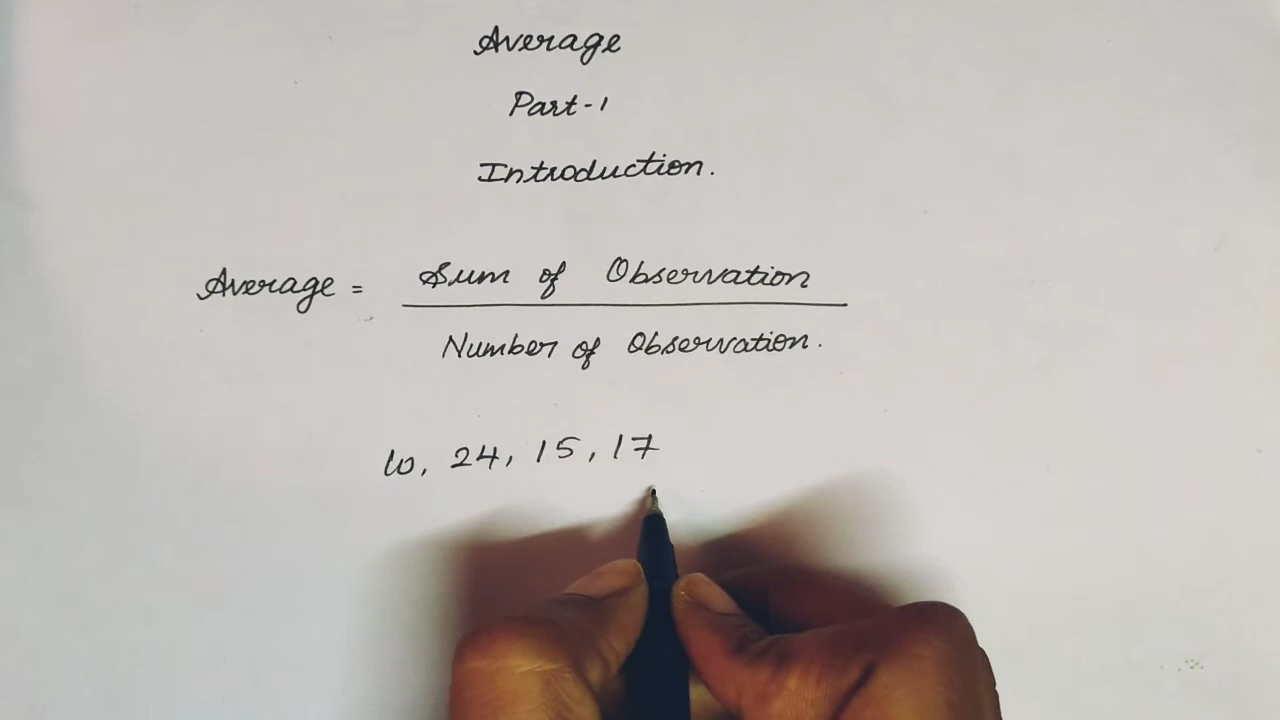 Average
Part-1
Introduction.
Average = Sum of Observation
Number of Observation.
10, 24, 15, 17